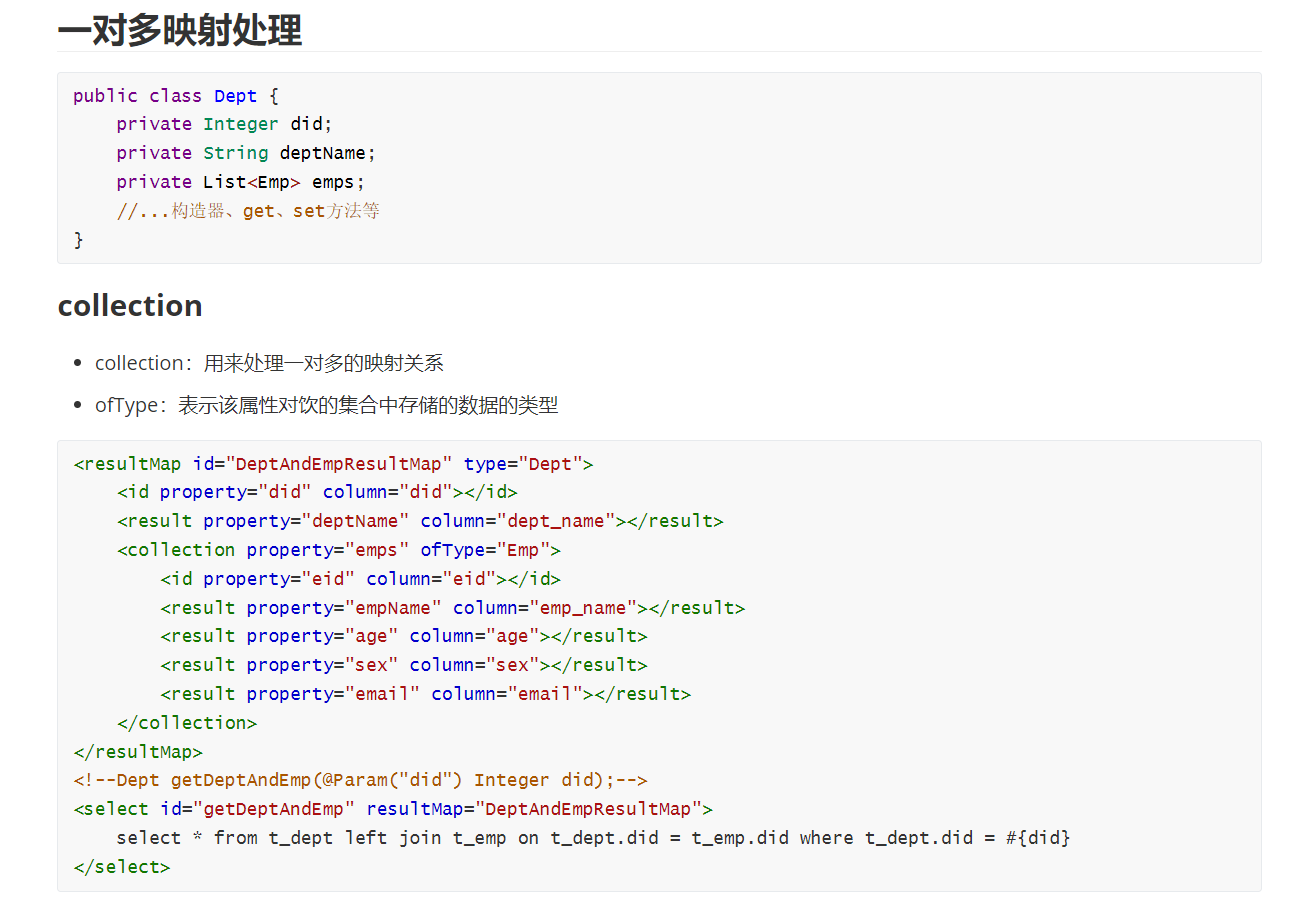 一对多映射处理
public class Dept {
    private Integer did;
    private String deptName;
    private List<Emp> emps;
    //...构造器、get、set方法等
}
collection
• collection：用来处理一对多的映射关系
• ofType：表示该属性对饮的集合中存储的数据的类型
<resultMap id="DeptAndEmpResultMap" type="Dept">
    <id property="did" column="did"></id>
    <result property="deptName" column="dept_name"></result>
    <collection property="emps" ofType="Emp">
        <id property="eid" column="eid"></id>
        <result property="empName" column="emp_name"></result>
        <result property="age" column="age"></result>
        <result property="sex" column="sex"></result>
        <result property="email" column="email"></result>
    </collection>
</resultMap>
<!--Dept getDeptAndEmp(@Param("did") Integer did);-->
<select id="getDeptAndEmp" resultMap="DeptAndEmpResultMap">
    select * from t_dept left join t_emp on t_dept.did = t_emp.did where t_dept.did = #{did}
</select>